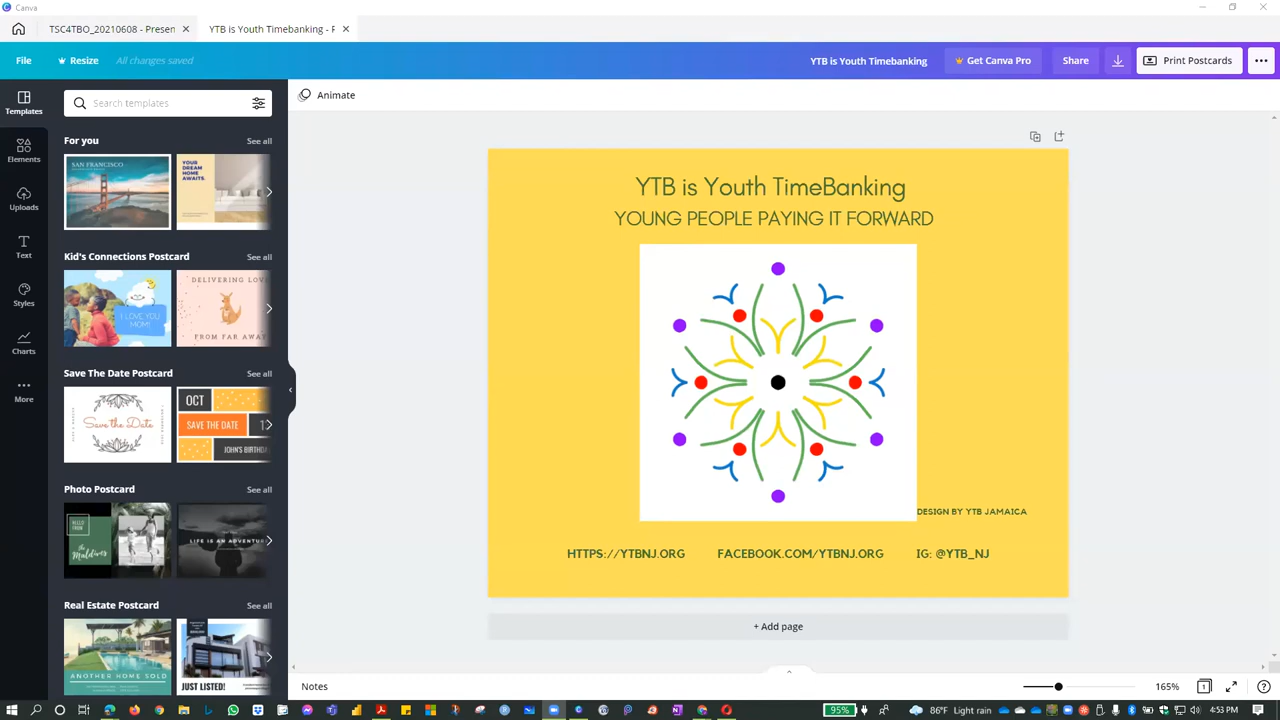 Canva
TSC4TBO_20210608 - Presen
YTB is Youth Timebanking - P
File
Resize
All changes saved
YTB is Youth Timebanking
Get Canva Pro
Share
Print Postcards
Templates
Elements
Uploads
Text
Styles
Charts
More
Search templates
For you
See all
SAN FRANCISCO
YOUR
DREAM
HOME
AWAITS.
Kid's Connections Postcard
See all
I LOVE YOU
MOM!
DELIVERING LOV
FROM FAR AWAY
Save The Date Postcard
See all
Save the Date
OCT
SAVE THE DATE
JOHN'S BIRTHD
Photo Postcard
See all
HELLO
FROM
the
Maldives
LIFE IS AN ADVENTU
Real Estate Postcard
See all
ANOTHER HOME SOLD
JUST LISTED!
Animate
YTB is Youth TimeBanking
YOUNG PEOPLE PAYING IT FORWARD
DESIGN BY YTB JAMAICA
HTTPS://YTBNJ.ORG
FACEBOOK.COM/YTBNJ.ORG
IG: @YTB_NJ
+ Add page
Notes
165%
1
95%
86°F Light rain
4:53 PM